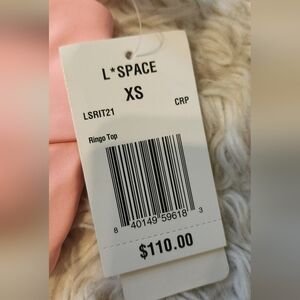 L*SPACE
XS
LSRIT21 CRP
Ringo Top
8 40149 59618 3
$110.00